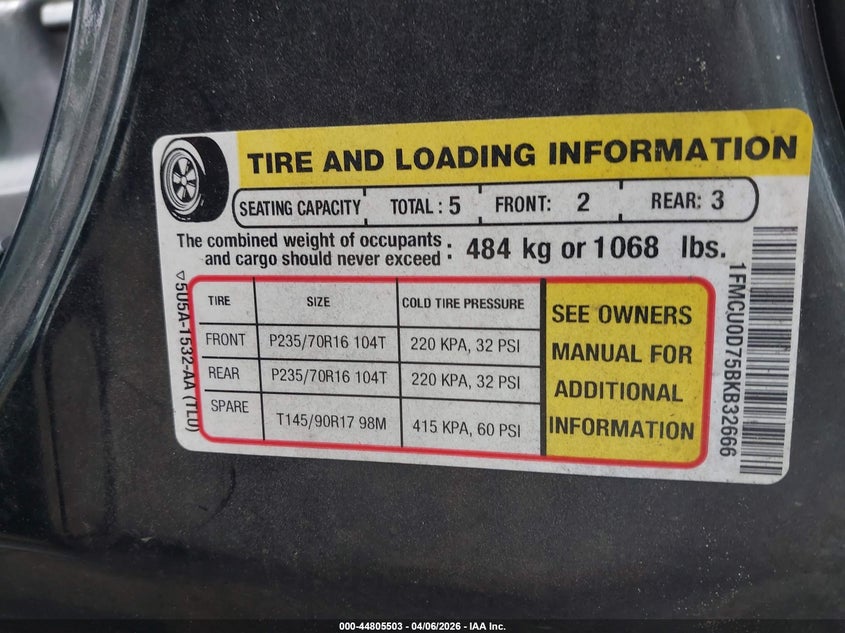 TIRE AND LOADING INFORMATION
SEATING CAPACITY TOTAL : 5 FRONT: 2 REAR: 3
The combined weight of occupants
and cargo should never exceed : 484 kg or 1068 lbs.
TIRE SIZE COLD TIRE PRESSURE
FRONT P235/70R16 104T 220 KPA, 32 PSI
REAR P235/70R16 104T 220 KPA, 32 PSI
SPARE T145/90R17 98M 415 KPA, 60 PSI
SEE OWNERS
MANUAL FOR
ADDITIONAL
INFORMATION
5U5A-1532-AA (TLU)
1FMCU0D75BKB32666
000-44805503 - 04/06/2026 - IAA Inc.